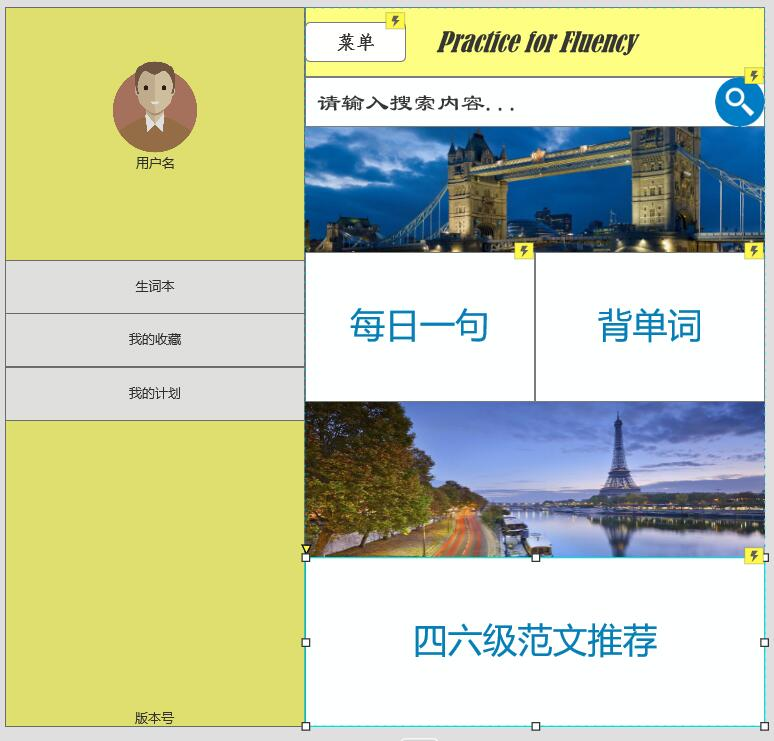 用户名
生词本
我的收藏
我的计划
版本号
菜单
Practice for Fluency
请输入搜索内容...
每日一句
背单词
四六级范文推荐